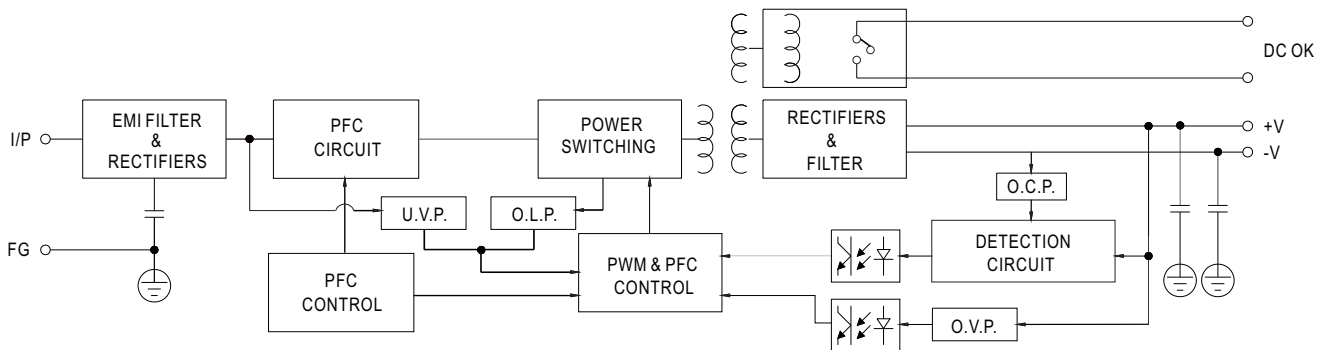 DC OK
I/P
EMI FILTER
&
RECTIFIERS
PFC
CIRCUIT
POWER
SWITCHING
RECTIFIERS
&
FILTER
+V
-V
U.V.P.
O.L.P.
O.C.P.
FG
PFC
CONTROL
PWM & PFC
CONTROL
DETECTION
CIRCUIT
O.V.P.